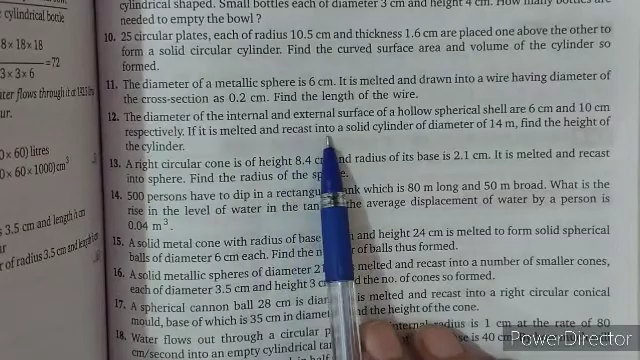 cylindrical shaped. Small bottles each of diameter 3 cm and height 4 cm. How many bottles are
needed to empty the bowl ?
10. 25 circular plates, each of radius 10.5 cm and thickness 1.6 cm are placed one above the other to
form a solid circular cylinder. Find the curved surface area and volume of the cylinder so
formed.
11. The diameter of a metallic sphere is 6 cm. It is melted and drawn into a wire having diameter of
the cross-section as 0.2 cm. Find the length of the wire.
12. The diameter of the internal and external surface of a hollow spherical shell are 6 cm and 10 cm
respectively. If it is melted and recast into a solid cylinder of diameter of 14 m, find the height of
the cylinder.
13. A right circular cone is of height 8.4 cm and radius of its base is 2.1 cm. It is melted and recast
into sphere. Find the radius of the
14. 500 persons have to dip in a which is 80 m long and 50 m broad. What is the
rise in the level of water in the the average displacement of water by a person is
0.04 m³.
15. A solid metal cone with radius of base and height 24 cm is melted to form solid spherical
balls of diameter 6 cm each. Find the of balls thus formed.
16. A solid metallic spheres of diameter melted and recast into a number of smaller cones,
each of diameter 3.5 cm and height 3 the no. of cones so formed.
17. A spherical cannon ball 28 cm is is melted and recast into a right circular conical
mould, base of which is 35 cm in the height of the cone.
18. Water flows out through a circular radius is 1 cm at the rate of 80
cm/second into an empty cylindrical is 40
cylindrical bottle
8 × 18 × 18
3 × 3 × 6
=72
ter flows through it at
ur.
0 × 60) litres
0 × 60 × 1000) cm³
3.5 cm and length
r
of radius 3.5 cm and
PowerDirector